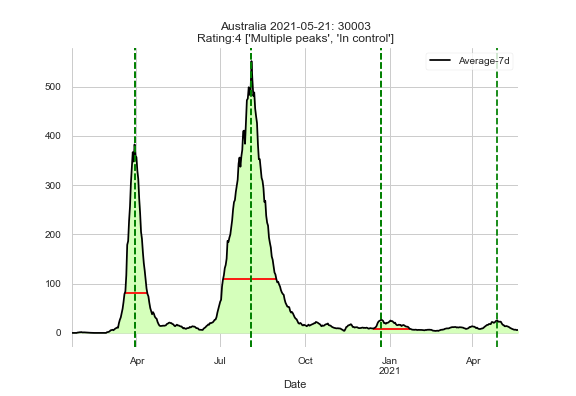 Australia 2021-05-21: 30003
Rating:4 ['Multiple peaks', 'In control']
Average-7d
500
400
300
200
100
0
Apr Jul Oct Jan Apr
2021
Date